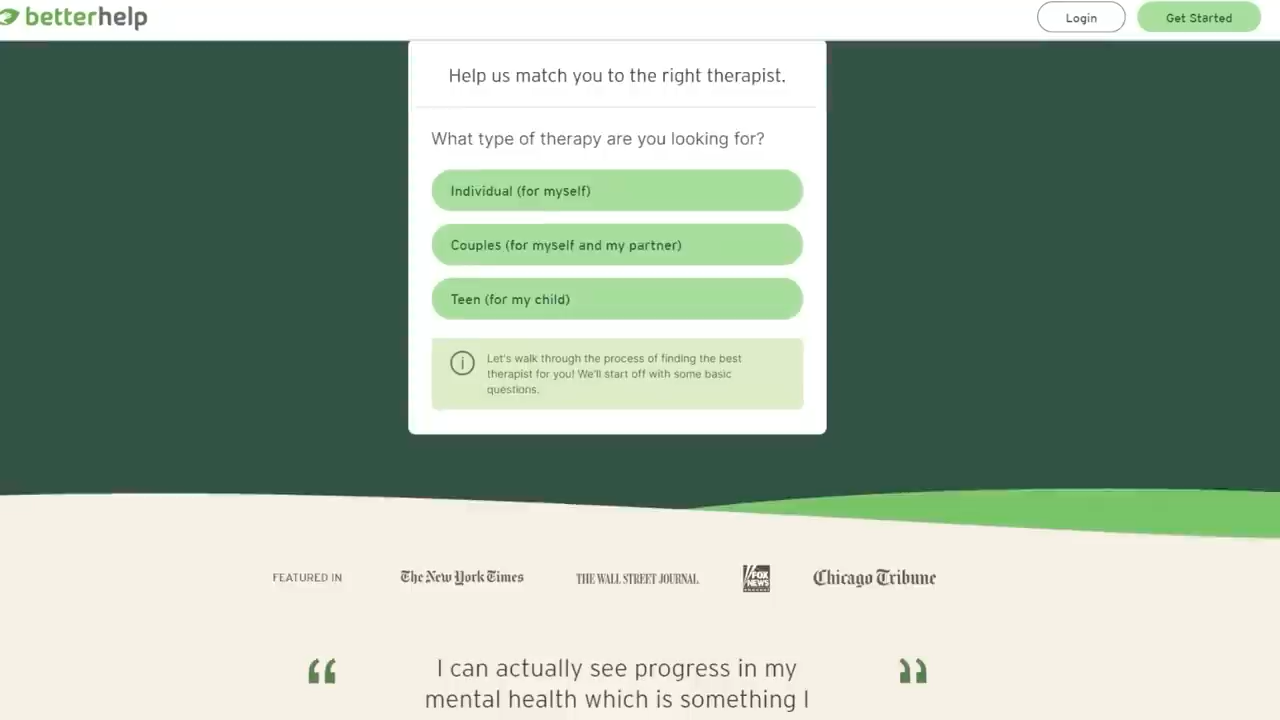 betterhelp
Login
Get Started
Help us match you to the right therapist.
What type of therapy are you looking for?
Individual (for myself)
Couples (for myself and my partner)
Teen (for my child)
Let's walk through the process of finding the best
therapist for you! We'll start off with some basic
questions.
FEATURED IN
The New York Times
THE WALL STREET JOURNAL
FOX
NEWS
Chicago Tribune
“ I can actually see progress in my ”
mental health which is something I